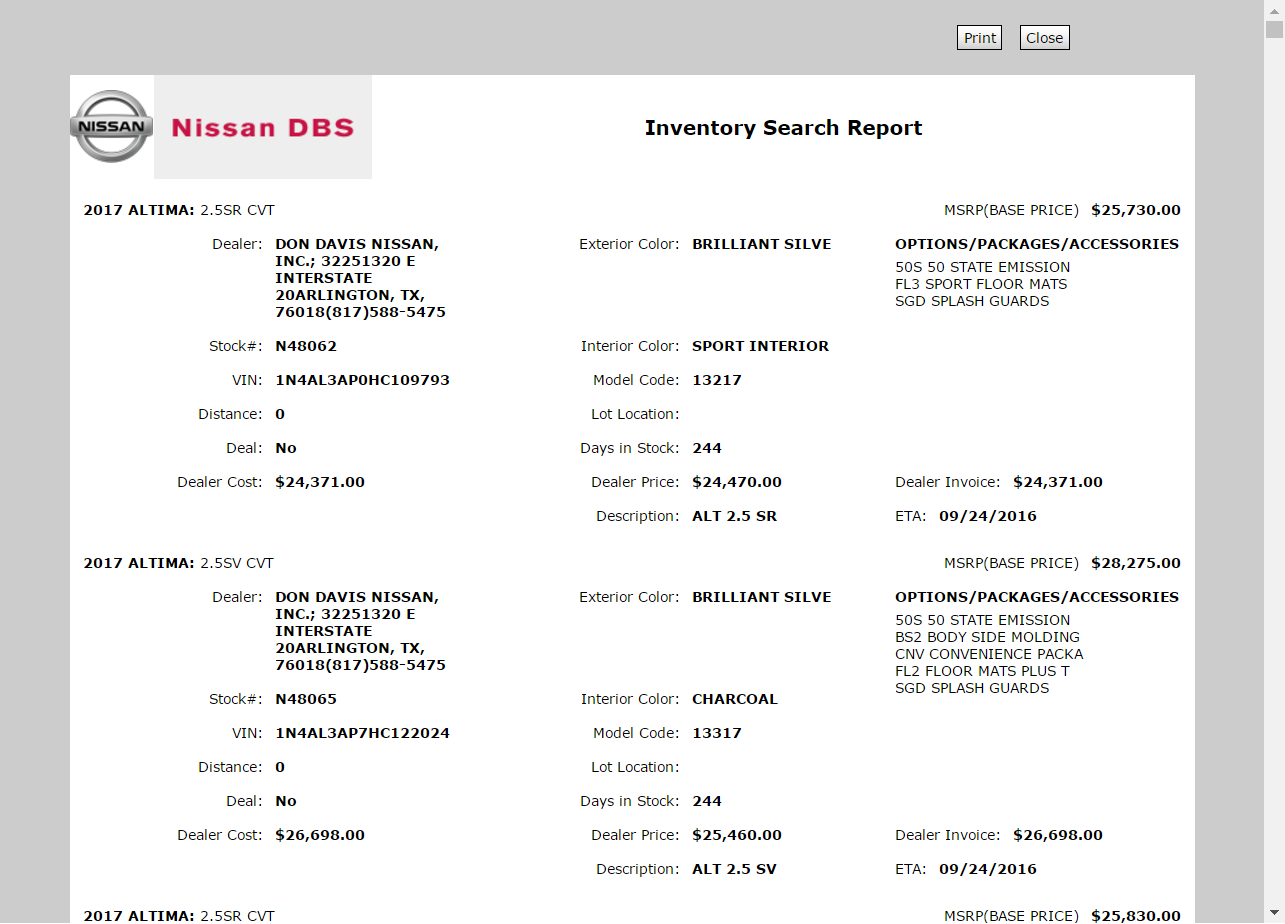 Print Close
NISSAN
Nissan DBS
Inventory Search Report
2017 ALTIMA: 2.5SR CVT MSRP(BASE PRICE) $25,730.00
Dealer: DON DAVIS NISSAN, Exterior Color: BRILLIANT SILVE OPTIONS/PACKAGES/ACCESSORIES
INC.; 32251320 E 50S 50 STATE EMISSION
INTERSTATE FL3 SPORT FLOOR MATS
20ARLINGTON, TX, SGD SPLASH GUARDS
76018(817)588-5475
Stock#: N48062 Interior Color: SPORT INTERIOR
VIN: 1N4AL3AP0HC109793 Model Code: 13217
Distance: 0 Lot Location:
Deal: No Days in Stock: 244
Dealer Cost: $24,371.00 Dealer Price: $24,470.00 Dealer Invoice: $24,371.00
Description: ALT 2.5 SR ETA: 09/24/2016
2017 ALTIMA: 2.5SV CVT MSRP(BASE PRICE) $28,275.00
Dealer: DON DAVIS NISSAN, Exterior Color: BRILLIANT SILVE OPTIONS/PACKAGES/ACCESSORIES
INC.; 32251320 E 50S 50 STATE EMISSION
INTERSTATE BS2 BODY SIDE MOLDING
20ARLINGTON, TX, CNV CONVENIENCE PACKA
76018(817)588-5475 FL2 FLOOR MATS PLUS T
SGD SPLASH GUARDS
Stock#: N48065 Interior Color: CHARCOAL
VIN: 1N4AL3AP7HC122024 Model Code: 13317
Distance: 0 Lot Location:
Deal: No Days in Stock: 244
Dealer Cost: $26,698.00 Dealer Price: $25,460.00 Dealer Invoice: $26,698.00
Description: ALT 2.5 SV ETA: 09/24/2016
2017 ALTIMA: 2.5SR CVT MSRP(BASE PRICE) $25,830.00